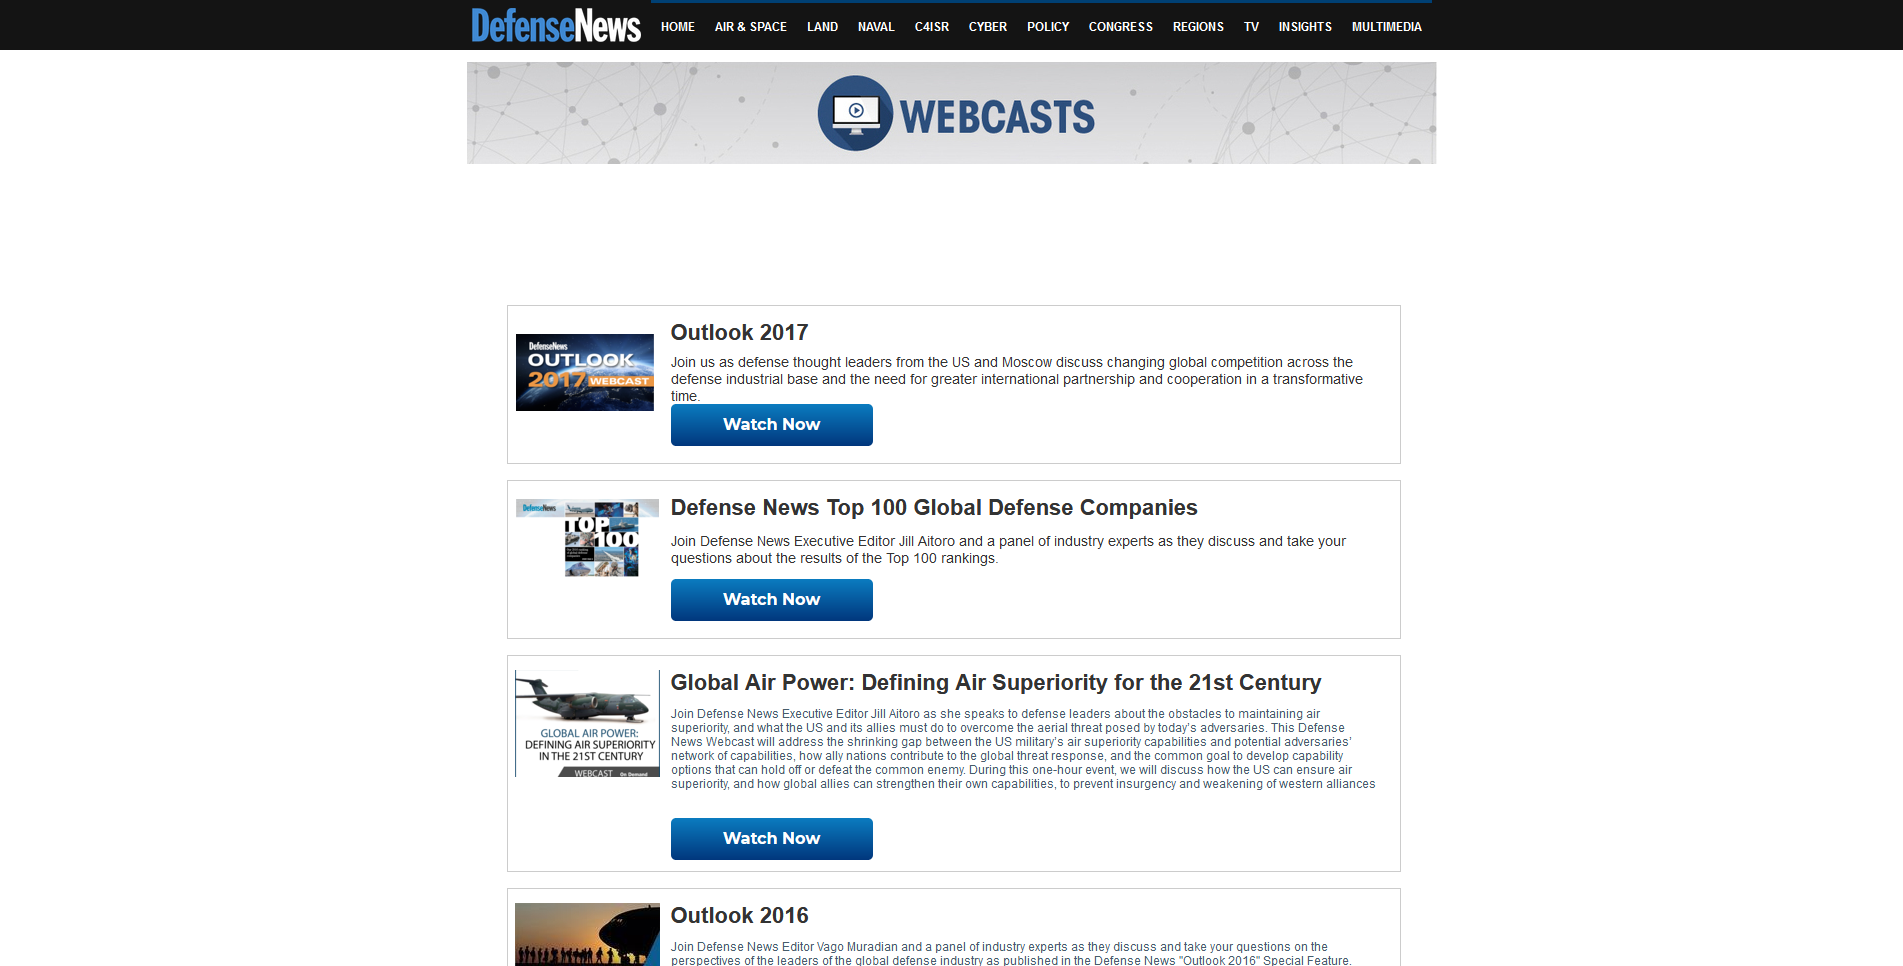 DefenseNews HOME AIR & SPACE LAND NAVAL C4ISR CYBER POLICY CONGRESS REGIONS TV INSIGHTS MULTIMEDIA
WEBCASTS
DefenseNews
OUTLOOK
2017 WEBCAST
Outlook 2017
Join us as defense thought leaders from the US and Moscow discuss changing global competition across the
defense industrial base and the need for greater international partnership and cooperation in a transformative
time.
Watch Now
DefenseNews
TOP
100
Defense News Top 100 Global Defense Companies
Join Defense News Executive Editor Jill Aitoro and a panel of industry experts as they discuss and take your
questions about the results of the Top 100 rankings.
Watch Now
GLOBAL AIR POWER:
DEFINING AIR SUPERIORITY
IN THE 21ST CENTURY
WEBCAST On Demand
Global Air Power: Defining Air Superiority for the 21st Century
Join Defense News Executive Editor Jill Aitoro as she speaks to defense leaders about the obstacles to maintaining air
superiority, and what the US and its allies must do to overcome the aerial threat posed by today's adversaries. This Defense
News Webcast will address the shrinking gap between the US military's air superiority capabilities and potential adversaries'
network of capabilities, how ally nations contribute to the global threat response, and the common goal to develop capability
options that can hold off or defeat the common enemy. During this one-hour event, we will discuss how the US can ensure air
superiority, and how global allies can strengthen their own capabilities, to prevent insurgency and weakening of western alliances
Watch Now
Outlook 2016
Join Defense News Editor Vago Muradian and a panel of industry experts as they discuss and take your questions on the
perspectives of the leaders of the global defense industry as published in the Defense News "Outlook 2016" Special Feature.